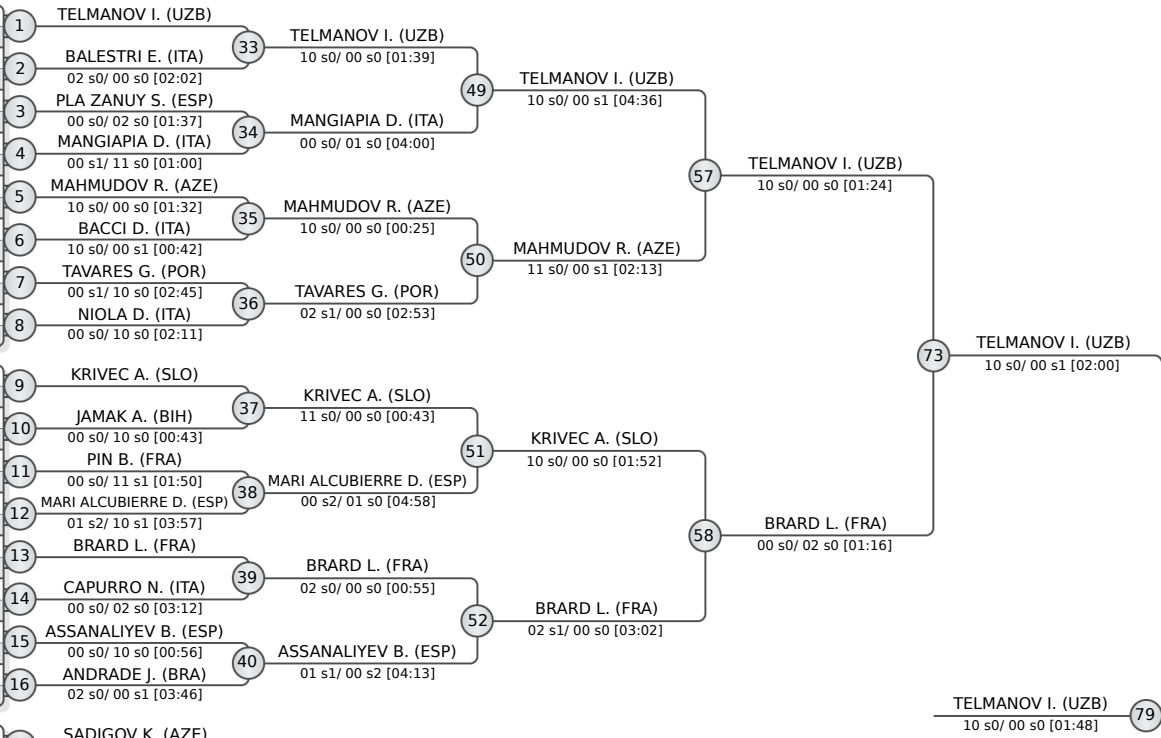 1
TELMANOV I. (UZB)
2
BALESTRI E. (ITA)
02 s0/ 00 s0 [02:02]
3
PLA ZANUY S. (ESP)
00 s0/ 02 s0 [01:37]
4
MANGIAPIA D. (ITA)
00 s1/ 11 s0 [01:00]
5
MAHMUDOV R. (AZE)
10 s0/ 00 s0 [01:32]
6
BACCI D. (ITA)
10 s0/ 00 s1 [00:42]
7
TAVARES G. (POR)
00 s1/ 10 s0 [02:45]
8
NIOLA D. (ITA)
00 s0/ 10 s0 [02:11]
9
KRIVEC A. (SLO)
10
JAMAK A. (BIH)
00 s0/ 10 s0 [00:43]
11
PIN B. (FRA)
00 s0/ 11 s1 [01:50]
12
MARI ALCUBIERRE D. (ESP)
01 s2/ 10 s1 [03:57]
13
BRARD L. (FRA)
14
CAPURRO N. (ITA)
00 s0/ 02 s0 [03:12]
15
ASSANALIYEV B. (ESP)
00 s0/ 10 s0 [00:56]
16
ANDRADE J. (BRA)
02 s0/ 00 s1 [03:46]
SADIGOV K. (AZE)
33
TELMANOV I. (UZB)
10 s0/ 00 s0 [01:39]
34
MANGIAPIA D. (ITA)
00 s0/ 01 s0 [04:00]
35
MAHMUDOV R. (AZE)
10 s0/ 00 s0 [00:25]
36
TAVARES G. (POR)
02 s1/ 00 s0 [02:53]
37
KRIVEC A. (SLO)
11 s0/ 00 s0 [00:43]
38
MARI ALCUBIERRE D. (ESP)
00 s2/ 01 s0 [04:58]
39
BRARD L. (FRA)
02 s0/ 00 s0 [00:55]
40
ASSANALIYEV B. (ESP)
01 s1/ 00 s2 [04:13]
49
TELMANOV I. (UZB)
10 s0/ 00 s1 [04:36]
50
MAHMUDOV R. (AZE)
11 s0/ 00 s1 [02:13]
51
KRIVEC A. (SLO)
10 s0/ 00 s0 [01:52]
52
BRARD L. (FRA)
02 s1/ 00 s0 [03:02]
57
TELMANOV I. (UZB)
10 s0/ 00 s0 [01:24]
58
BRARD L. (FRA)
00 s0/ 02 s0 [01:16]
73
TELMANOV I. (UZB)
10 s0/ 00 s1 [02:00]
TELMANOV I. (UZB)
10 s0/ 00 s0 [01:48]
79